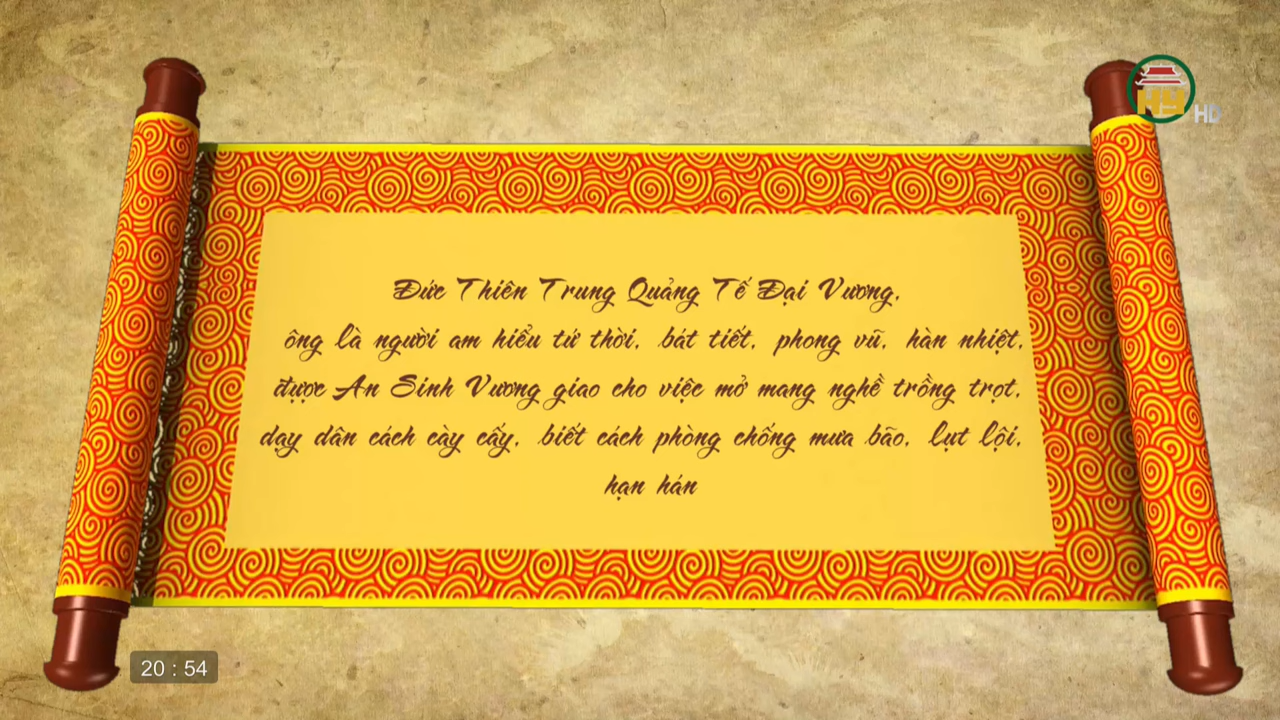 HY HD
Đức Thiên Trung Quảng Tế Đại Vương,
ông là người am hiểu tứ thời, bát tiết, phong vũ, hàn nhiệt,
được An Sinh Vương giao cho việc mở mang nghề trồng trọt,
dạy dân cách cày cấy, biết cách phòng chống mưa bão, lụt lội,
hạn hán
20 : 54